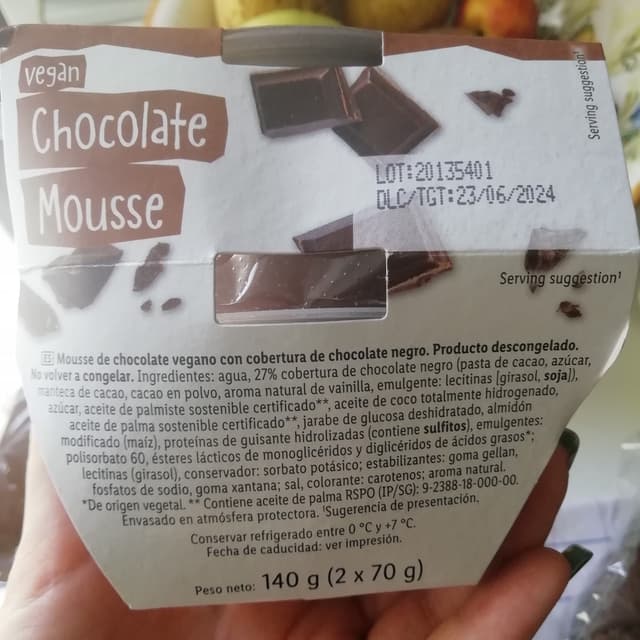 vegan
Chocolate
Mousse
Serving suggestion¹
LOT:20135401
DLC/TGT:23/06/2024
Serving suggestion¹
ES Mousse de chocolate vegano con cobertura de chocolate negro. Producto descongelado.
No volver a congelar. Ingredientes: agua, 27% cobertura de chocolate negro (pasta de cacao, azúcar,
manteca de cacao, cacao en polvo, aroma natural de vainilla, emulgente: lecitinas [girasol, soja]),
azúcar, aceite de palmiste sostenible certificado**, aceite de coco totalmente hidrogenado,
aceite de palma sostenible certificado**, jarabe de glucosa deshidratado, almidón
modificado (maíz), proteínas de guisante hidrolizadas (contiene sulfitos), emulgentes:
polisorbato 60, ésteres lácticos de monoglicéridos y diglicéridos de ácidos grasos*;
lecitinas (girasol), conservador: sorbato potásico; estabilizantes: goma gellan,
fosfatos de sodio, goma xantana; sal, colorante: carotenos; aroma natural.
*De origen vegetal. ** Contiene aceite de palma RSPO (IP/SG): 9-2388-18-000-00.
Envasado en atmósfera protectora. ¹Sugerencia de presentación.
Conservar refrigerado entre 0 °C y +7 °C.
Fecha de caducidad: ver impresión.
Peso neto: 140 g (2 x 70 g)